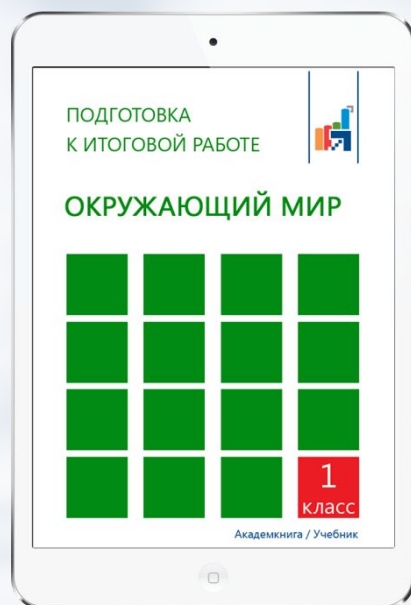 ПОДГОТОВКА
К ИТОГОВОЙ РАБОТЕ
ОКРУЖАЮЩИЙ МИР
1
класс
Академкнига / Учебник